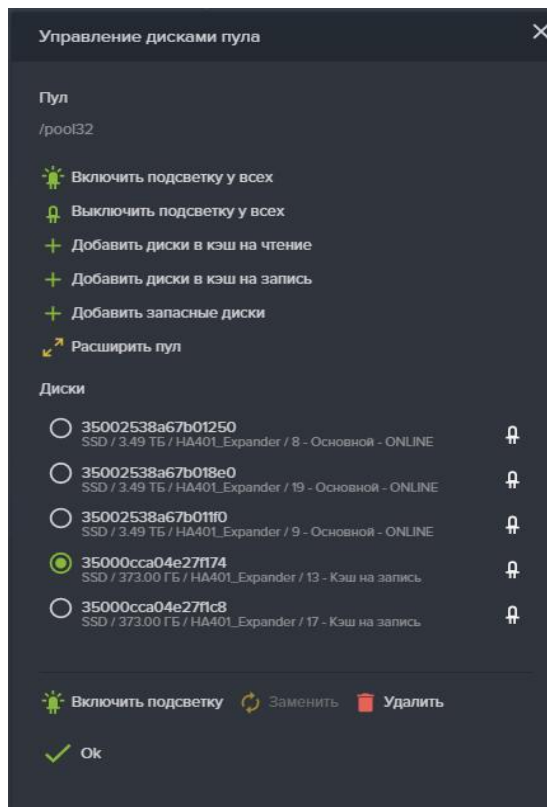 Управление дисками пула
Пул
/pool32
Включить подсветку у всех
Выключить подсветку у всех
Добавить диски в кэш на чтение
Добавить диски в кэш на запись
Добавить запасные диски
Расширить пул
Диски
35002538a67b01250
SSD / 3.49 ТБ / HA401_Expander / 8 - Основной - ONLINE
35002538a67b018e0
SSD / 3.49 ТБ / HA401_Expander / 19 - Основной - ONLINE
35002538a67b011f0
SSD / 3.49 ТБ / HA401_Expander / 9 - Основной - ONLINE
35000cca04e27f174
SSD / 373.00 ГБ / HA401_Expander / 13 - Кэш на запись
35000cca04e27f1c8
SSD / 373.00 ГБ / HA401_Expander / 17 - Кэш на запись
Включить подсветку Заменить Удалить
Ok